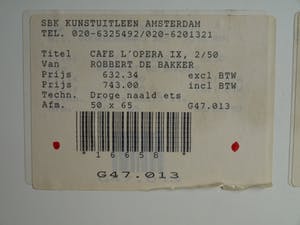 SBK KUNSTUITLEEN AMSTERDAM
TEL. 020-6325492/020-6201321
Titel CAFE L'OPERA IX, 2/50
Van ROBBERT DE BAKKER
Prijs 632.34 excl BTW
Prijs 743.00 incl BTW
Techn. Droge naald ets
Afm. 50 x 65 G47.013
*16658*
G47.013